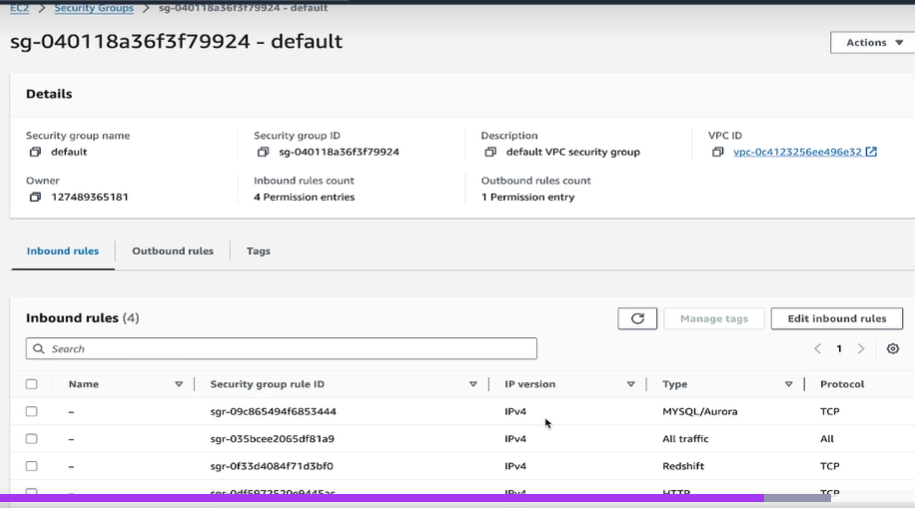 EC2 > Security Groups > sg-040118a36f3f79924 - default
sg-040118a36f3f79924 - default
Actions
Details
Security group name
default
Security group ID
sg-040118a36f3f79924
Description
default VPC security group
VPC ID
vpc-0c4123256ee496e32
Owner
127489365181
Inbound rules count
4 Permission entries
Outbound rules count
1 Permission entry
Inbound rules Outbound rules Tags
Inbound rules (4)
Manage tags Edit inbound rules
Search
1
Name Security group rule ID IP version Type Protocol
– sgr-09c865494f6853444 IPv4 MYSQL/Aurora TCP
– sgr-035bcee2065df81a9 IPv4 All traffic All
– sgr-0f33d4084f71d3bf0 IPv4 Redshift TCP
– IPv4 HTTP TCP